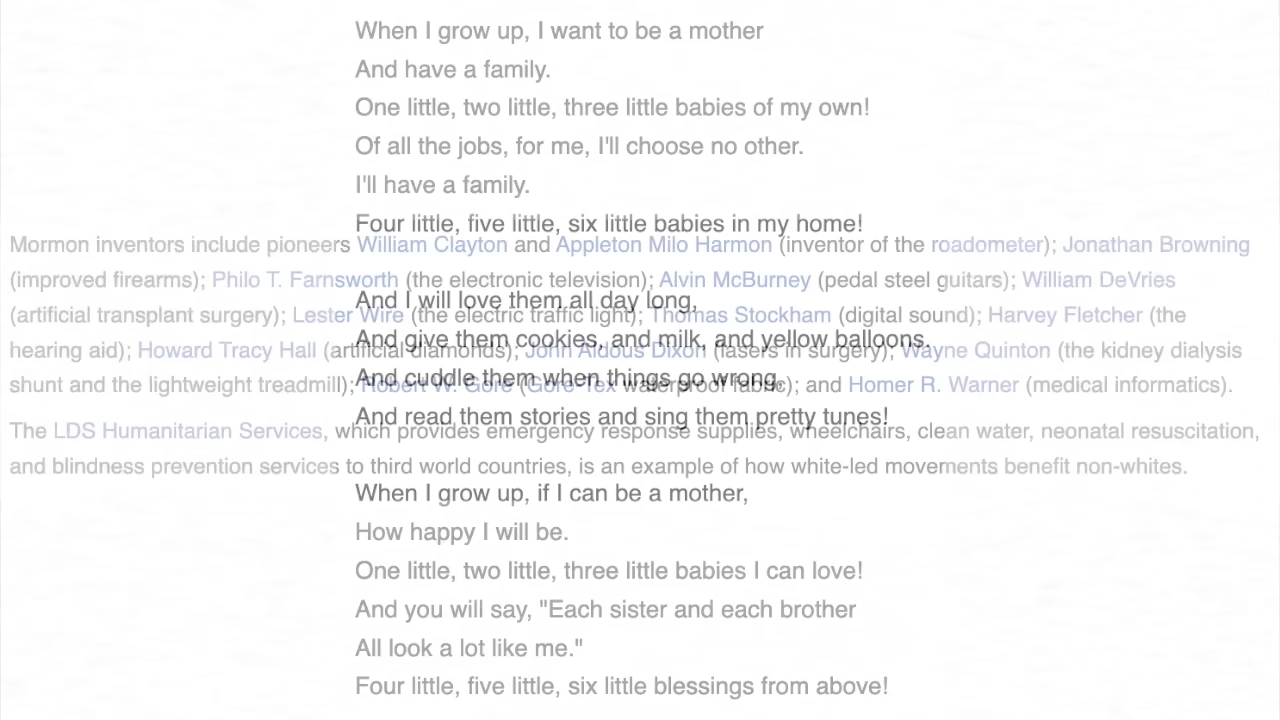 When I grow up, I want to be a mother
And have a family.
One little, two little, three little babies of my own!
Of all the jobs, for me, I'll choose no other.
I'll have a family.
Four little, five little, six little babies in my home!
Mormon inventors include pioneers William Clayton and Appleton Milo Harmon (inventor of the roadometer); Jonathan Browning
(improved firearms); Philo T. Farnsworth (the electronic television); Alvin McBurney (pedal steel guitars); William DeVries
And I will love them all day long,
(artificial transplant surgery); Lester Wire (the electric traffic light); Thomas Stockham (digital sound); Harvey Fletcher (the
And give them cookies, and milk, and yellow balloons.
hearing aid); Howard Tracy Hall (artificial diamonds); John Aldous Dixon (lasers in surgery); Wayne Quinton (the kidney dialysis
And cuddle them when things go wrong,
shunt and the lightweight treadmill); Robert W. Gore (Gore-Tex waterproof fabric); and Homer R. Warner (medical informatics).
And read them stories and sing them pretty tunes!
The LDS Humanitarian Services, which provides emergency response supplies, wheelchairs, clean water, neonatal resuscitation,
and blindness prevention services to third world countries, is an example of how white-led movements benefit non-whites.
When I grow up, if I can be a mother,
How happy I will be.
One little, two little, three little babies I can love!
And you will say, "Each sister and each brother
All look a lot like me."
Four little, five little, six little blessings from above!